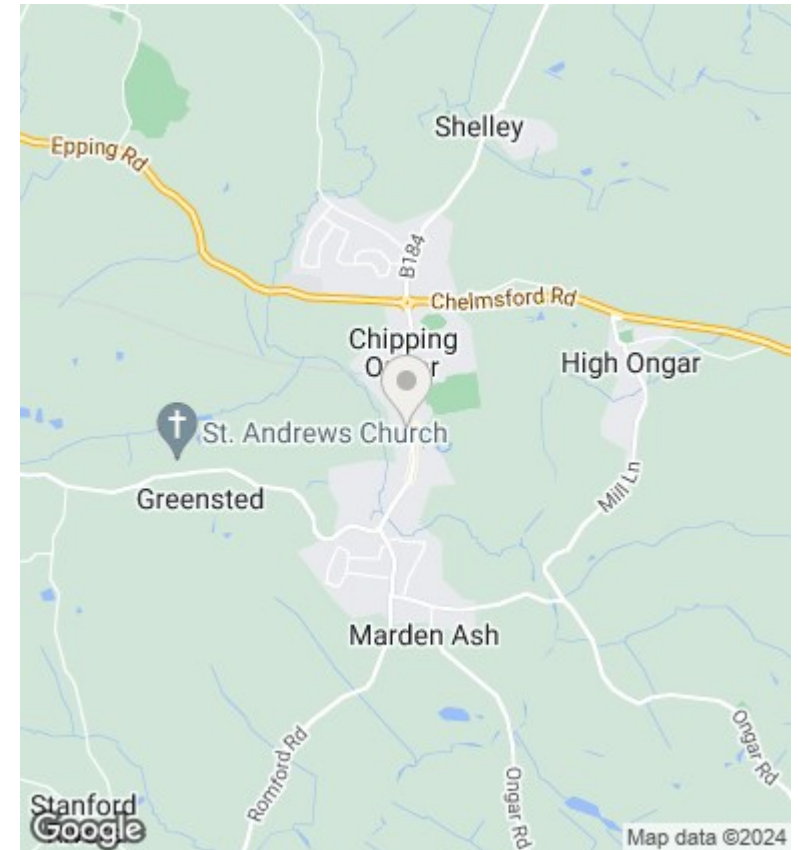 Shelley
Epping Rd
B184
Chelmsford Rd
Chipping
High Ongar
St. Andrews Church
Mill Ln
Greensted
Marden Ash
Ongar Rd
Romford Rd
Ongar Rd
Stanford
Google
Map data ©2024